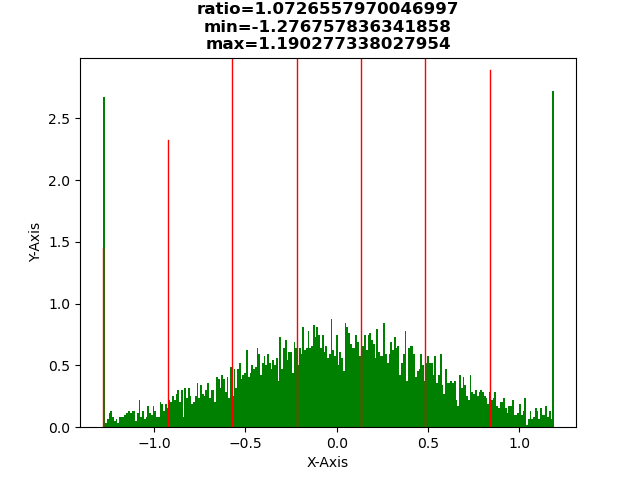 ratio=1.0726557970046997
min=-1.276757836341858
max=1.190277338027954
2.5
2.0
1.5
1.0
0.5
0.0
Y-Axis
−1.0 −0.5 0.0 0.5 1.0
X-Axis